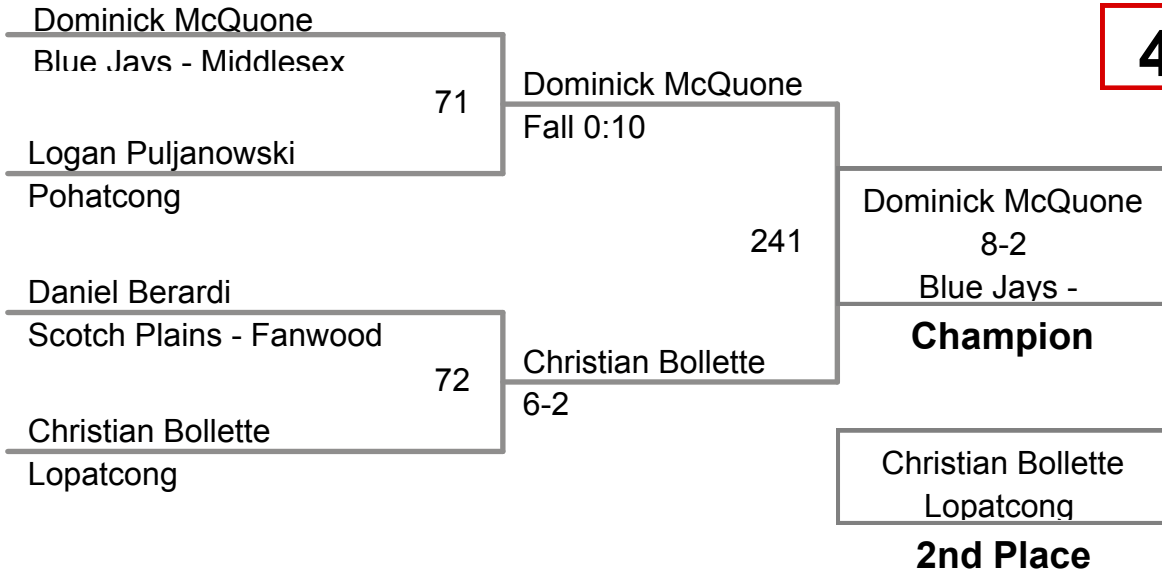 Dominick McQuone
Blue Jays - Middlesex
4
71
Dominick McQuone
Fall 0:10
Logan Puljanowski
Pohatcong
Dominick McQuone
8-2
Blue Jays -
Champion
241
Daniel Berardi
Scotch Plains - Fanwood
72
Christian Bollette
6-2
Christian Bollette
Lopatcong
Christian Bollette
Lopatcong
2nd Place